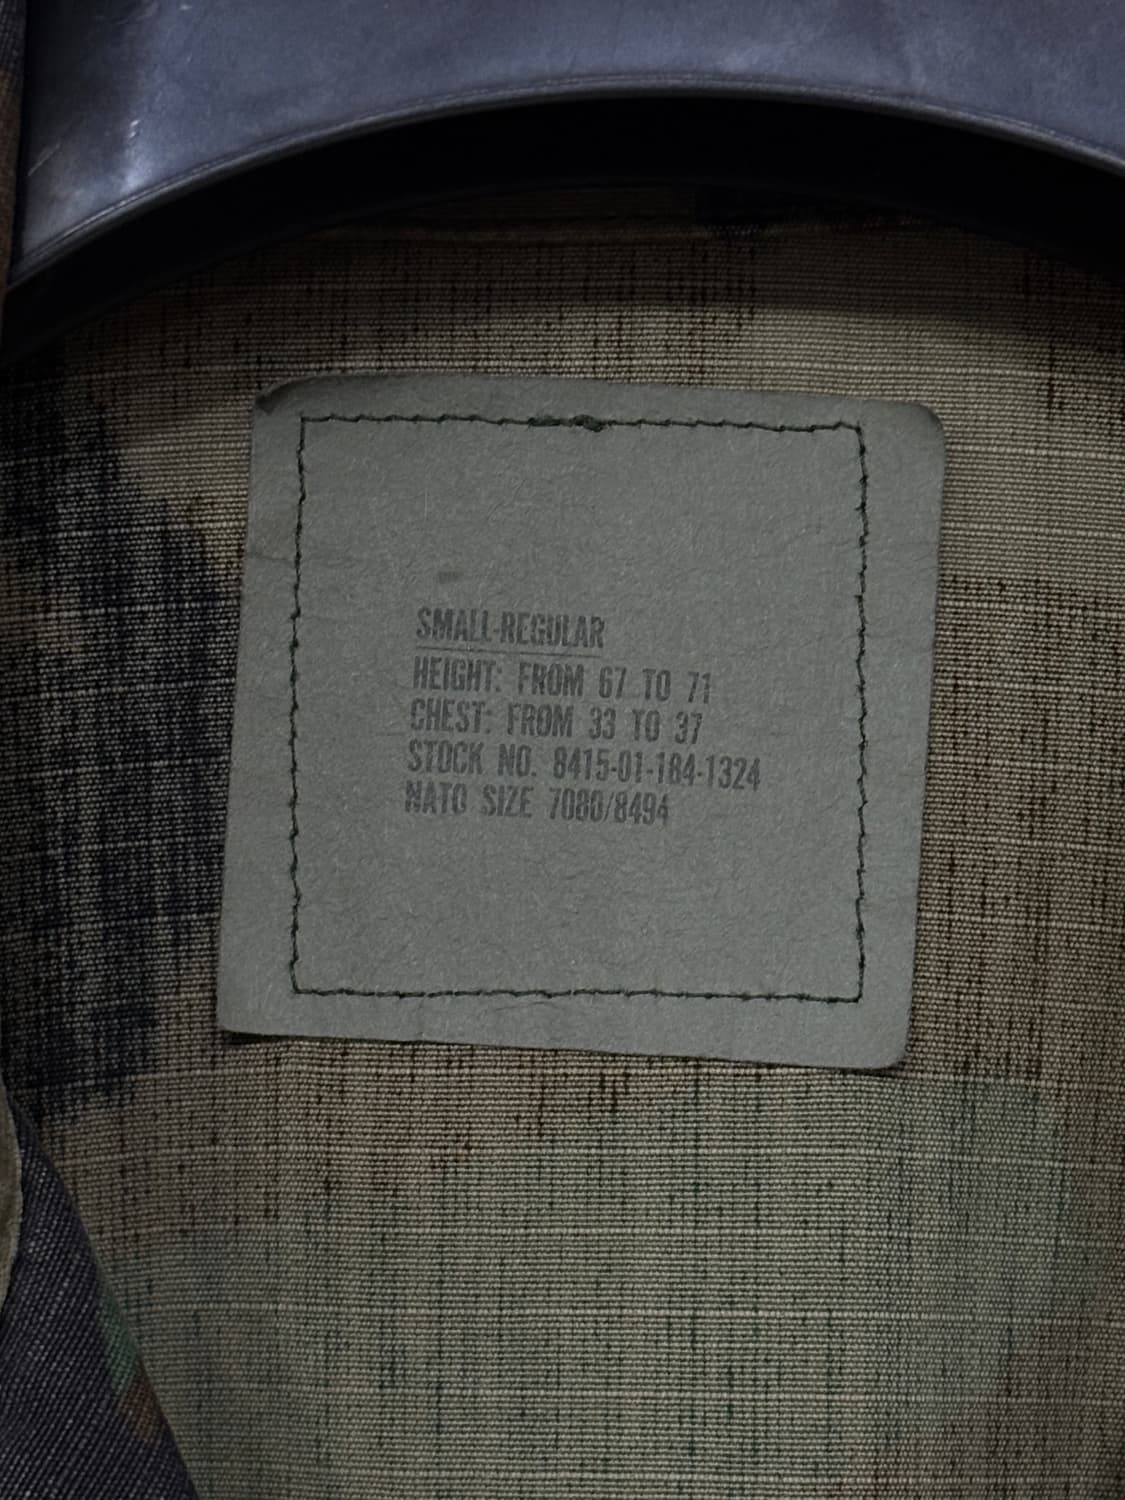 SMALL-REGULAR
HEIGHT: FROM 67 TO 71
CHEST: FROM 33 TO 37
STOCK NO. 8415-01-184-1324
NATO SIZE 7080/8494